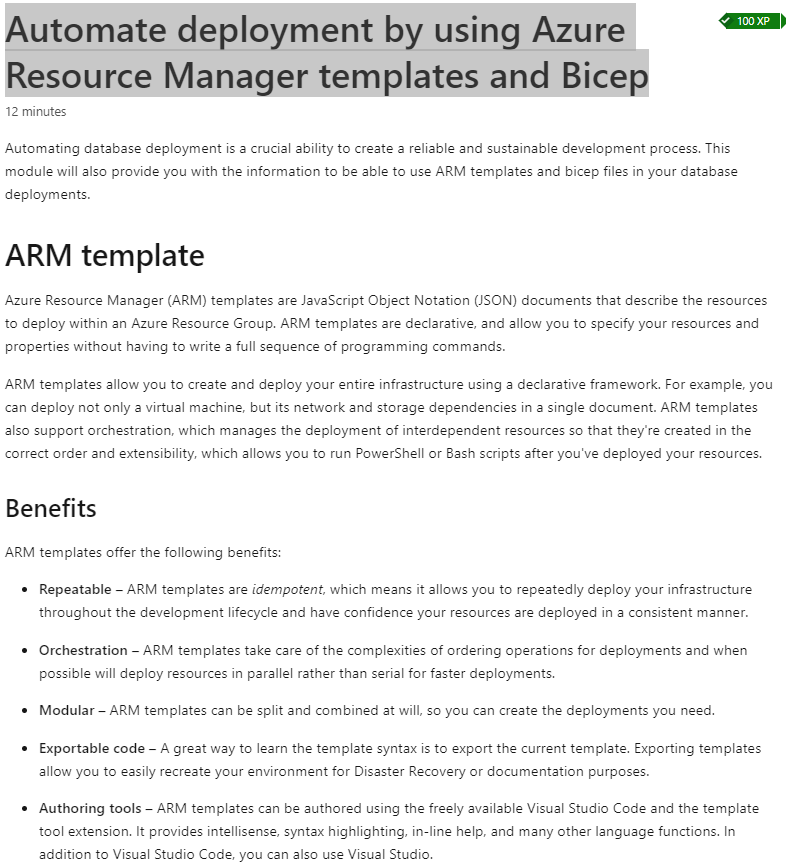 Automate deployment by using Azure
100 XP
Resource Manager templates and Bicep
12 minutes
Automating database deployment is a crucial ability to create a reliable and sustainable development process. This
module will also provide you with the information to be able to use ARM templates and bicep files in your database
deployments.
ARM template
Azure Resource Manager (ARM) templates are JavaScript Object Notation (JSON) documents that describe the resources
to deploy within an Azure Resource Group. ARM templates are declarative, and allow you to specify your resources and
properties without having to write a full sequence of programming commands.
ARM templates allow you to create and deploy your entire infrastructure using a declarative framework. For example, you
can deploy not only a virtual machine, but its network and storage dependencies in a single document. ARM templates
also support orchestration, which manages the deployment of interdependent resources so that they're created in the
correct order and extensibility, which allows you to run PowerShell or Bash scripts after you've deployed your resources.
Benefits
ARM templates offer the following benefits:
• Repeatable – ARM templates are idempotent, which means it allows you to repeatedly deploy your infrastructure
throughout the development lifecycle and have confidence your resources are deployed in a consistent manner.
• Orchestration – ARM templates take care of the complexities of ordering operations for deployments and when
possible will deploy resources in parallel rather than serial for faster deployments.
• Modular – ARM templates can be split and combined at will, so you can create the deployments you need.
• Exportable code – A great way to learn the template syntax is to export the current template. Exporting templates
allow you to easily recreate your environment for Disaster Recovery or documentation purposes.
• Authoring tools – ARM templates can be authored using the freely available Visual Studio Code and the template
tool extension. It provides intellisense, syntax highlighting, in-line help, and many other language functions. In
addition to Visual Studio Code, you can also use Visual Studio.